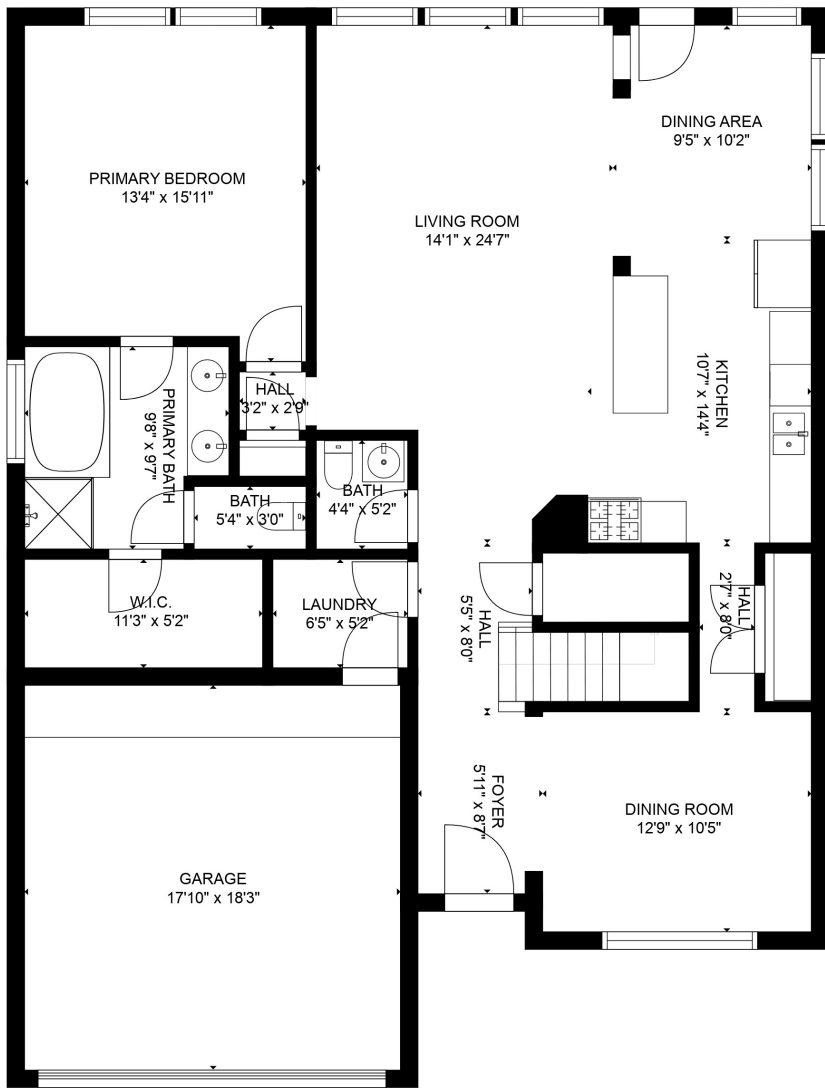 DINING AREA
9'5" x 10'2"
PRIMARY BEDROOM
13'4" x 15'11"
LIVING ROOM
14'1" x 24'7"
KITCHEN
10'7" x 14'4"
HALL
3'2" x 2'9"
PRIMARY BATH
9'8" x 9'7"
BATH
5'4" x 3'0"
BATH
4'4" x 5'2"
W.I.C.
11'3" x 5'2"
LAUNDRY
6'5" x 5'2"
HALL
5'5" x 8'0"
HALL
2'7" x 8'0"
FOYER
5'11" x 8'7"
DINING ROOM
12'9" x 10'5"
GARAGE
17'10" x 18'3"